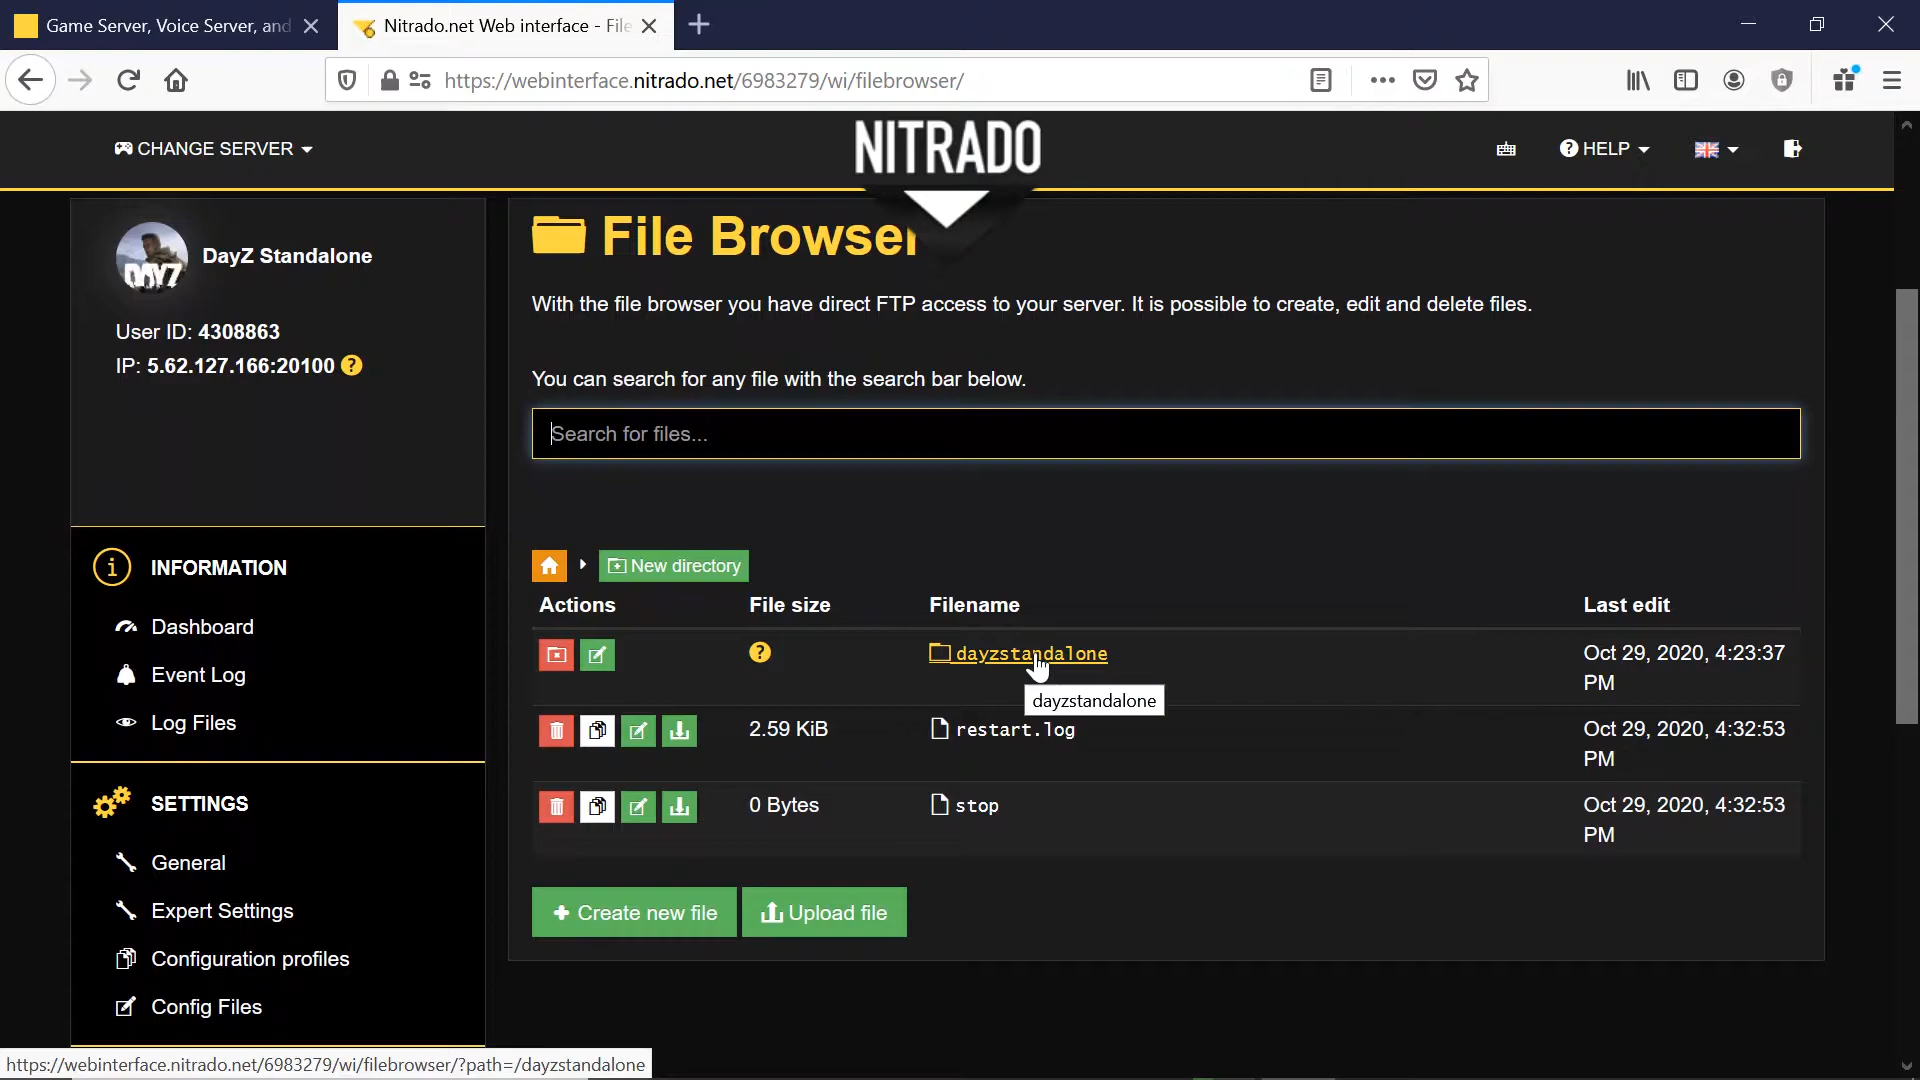 Game Server, Voice Server, and
Nitrado.net Web interface - File
https://webinterface.nitrado.net/6983279/wi/filebrowser/
CHANGE SERVER
NITRADO
HELP
DAYZ
DayZ Standalone
User ID: 4308863
IP: 5.62.127.166:20100 ?
INFORMATION
Dashboard
Event Log
Log Files
SETTINGS
General
Expert Settings
Configuration profiles
Config Files
File Browser
With the file browser you have direct FTP access to your server. It is possible to create, edit and delete files.
You can search for any file with the search bar below.
Search for files...
New directory
Actions File size Filename Last edit
? dayzstandalone Oct 29, 2020, 4:23:37
PM
dayzstandalone
2.59 KiB restart.log Oct 29, 2020, 4:32:53
PM
0 Bytes stop Oct 29, 2020, 4:32:53
PM
+ Create new file Upload file
https://webinterface.nitrado.net/6983279/wi/filebrowser/?path=/dayzstandalone